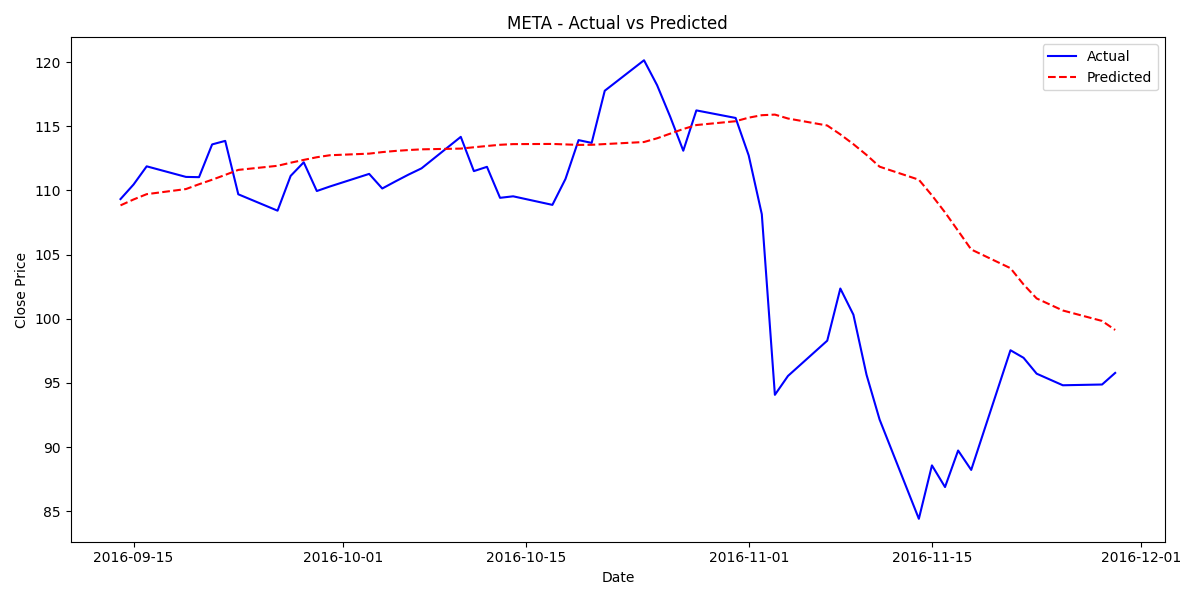 META - Actual vs Predicted
Actual
Predicted
Close Price
120
115
110
105
100
95
90
85
2016-09-15
2016-10-01
2016-10-15
2016-11-01
2016-11-15
2016-12-01
Date